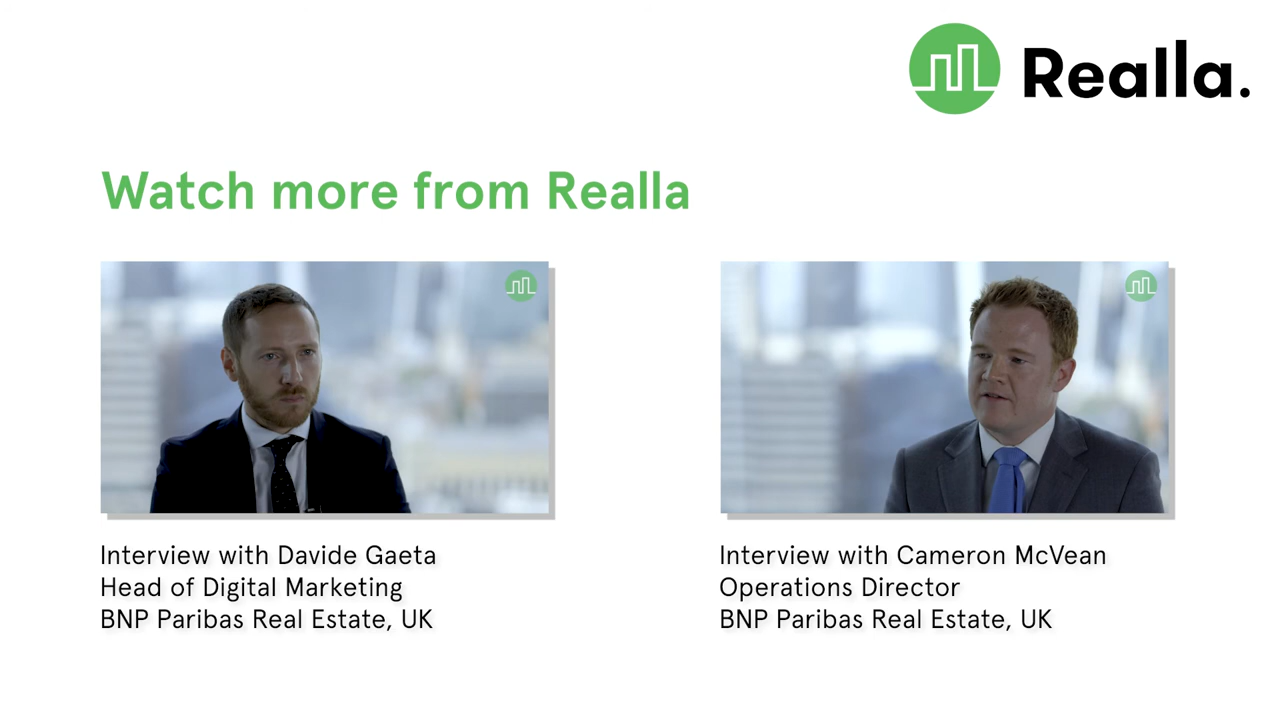 Realla.
Watch more from Realla
Interview with Davide Gaeta
Head of Digital Marketing
BNP Paribas Real Estate, UK
Interview with Cameron McVean
Operations Director
BNP Paribas Real Estate, UK